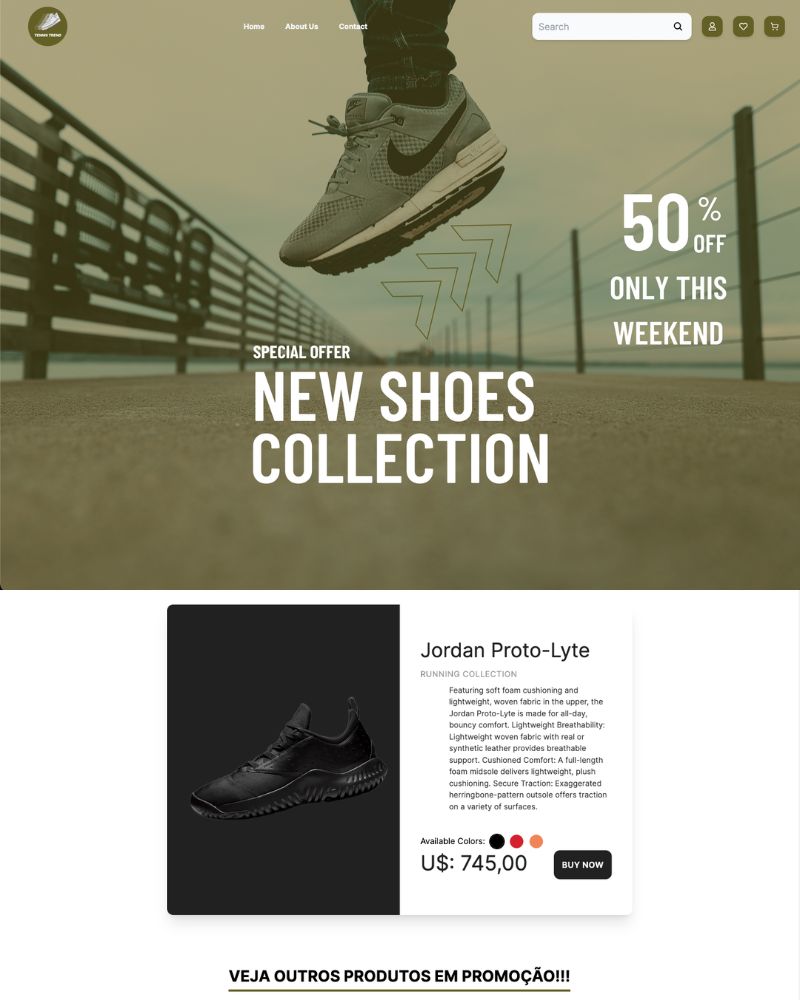 TENNIS TREND
Home
About Us
Contact
Search
50%
OFF
ONLY THIS
WEEKEND
SPECIAL OFFER
NEW SHOES
COLLECTION
Jordan Proto-Lyte
RUNNING COLLECTION
Featuring soft foam cushioning and
lightweight, woven fabric in the upper, the
Jordan Proto-Lyte is made for all-day,
bouncy comfort. Lightweight Breathability:
Lightweight woven fabric with real or
synthetic leather provides breathable
support. Cushioned Comfort: A full-length
foam midsole delivers lightweight, plush
cushioning. Secure Traction: Exaggerated
herringbone-pattern outsole offers traction
on a variety of surfaces.
Available Colors:
U$: 745,00
BUY NOW
VEJA OUTROS PRODUTOS EM PROMOÇÃO!!!